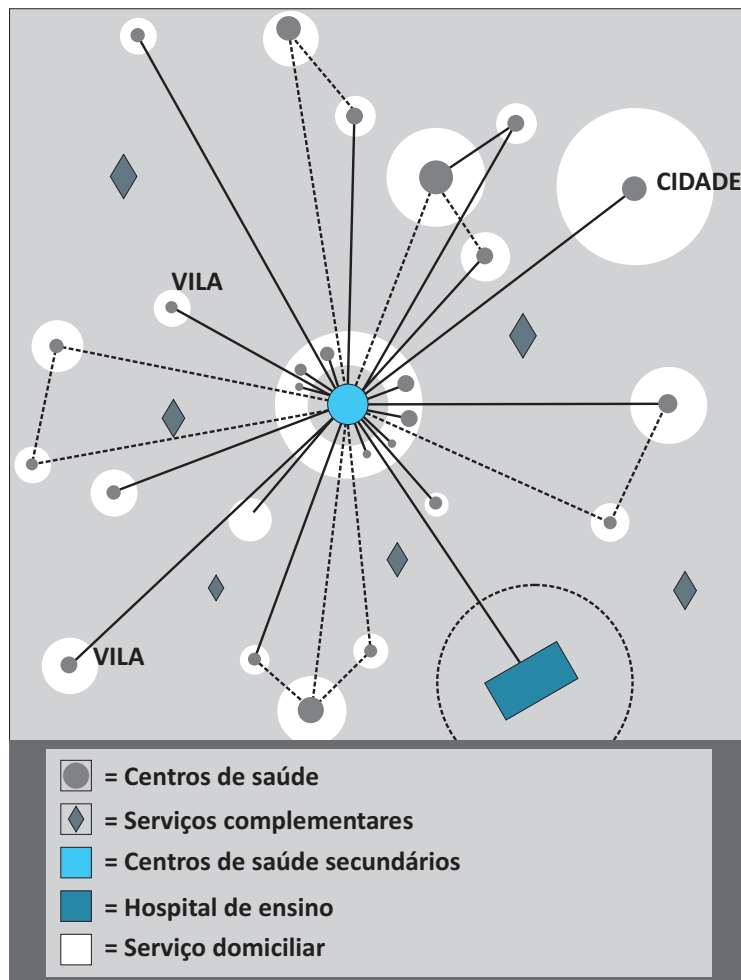 CIDADE
VILA
VILA
= Centros de saúde
= Serviços complementares
= Centros de saúde secundários
= Hospital de ensino
= Serviço domiciliar